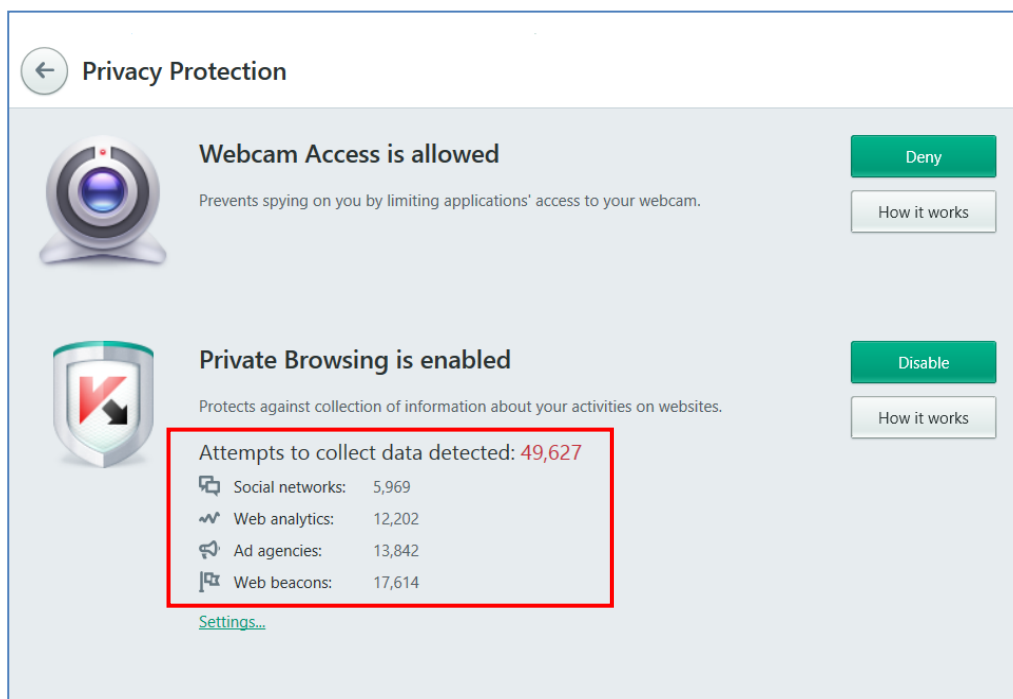 Privacy Protection
Webcam Access is allowed
Prevents spying on you by limiting applications' access to your webcam.
Deny
How it works
Private Browsing is enabled
Protects against collection of information about your activities on websites.
Disable
How it works
Attempts to collect data detected: 49,627
Social networks: 5,969
Web analytics: 12,202
Ad agencies: 13,842
Web beacons: 17,614
Settings...